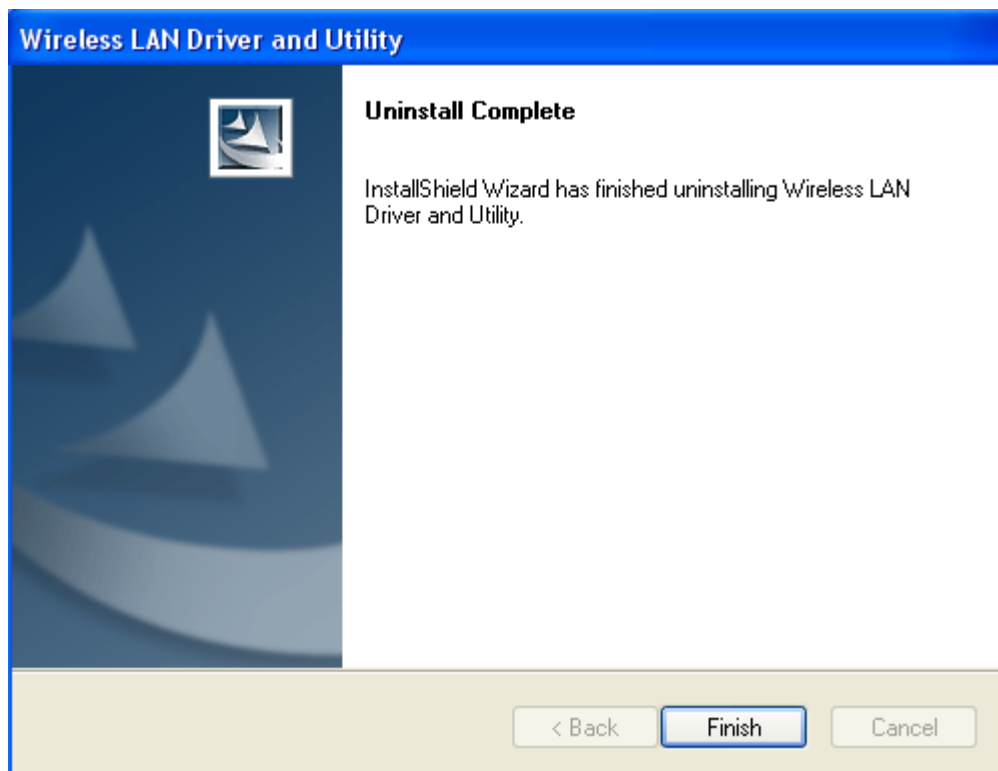 Wireless LAN Driver and Utility
Uninstall Complete
InstallShield Wizard has finished uninstalling Wireless LAN
Driver and Utility.
< Back Finish Cancel